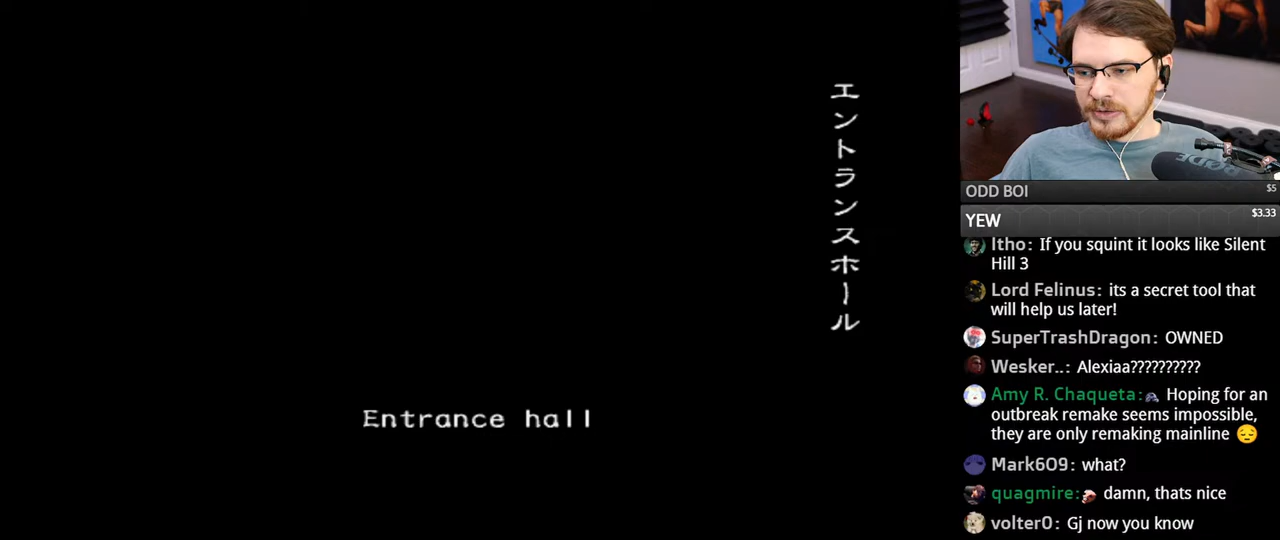 エントランスホール
Entrance hall
ODD BOI
$5
YEW
$3.33
Itho: If you squint it looks like Silent
Hill 3
Lord Felinus: its a secret tool that
will help us later!
SuperTrashDragon: OWNED
Wesker..: Alexiaa??????????
Amy R. Chaqueta: Hoping for an
outbreak remake seems impossible,
they are only remaking mainline 😔
Mark609: what?
quagmire: damn, thats nice
volter0: Gj now you know